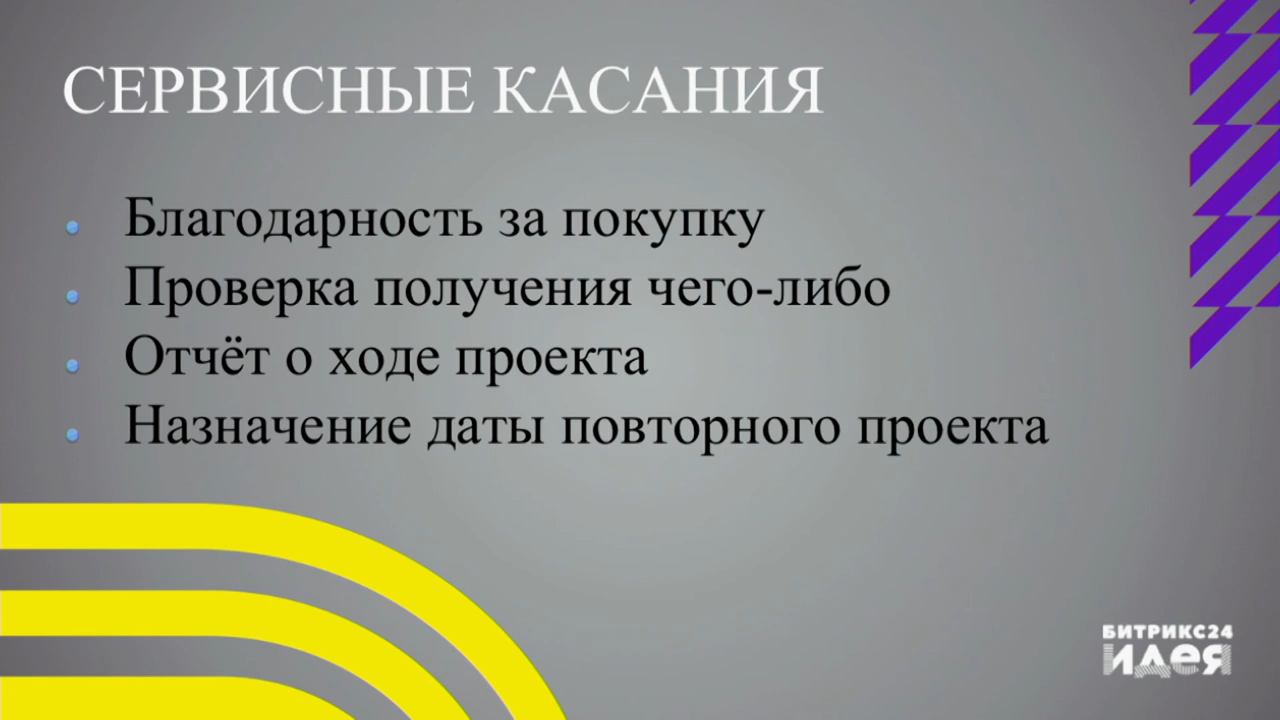 СЕРВИСНЫЕ КАСАНИЯ
Благодарность за покупку
Проверка получения чего-либо
Отчёт о ходе проекта
Назначение даты повторного проекта
БИТРИКС24
идея